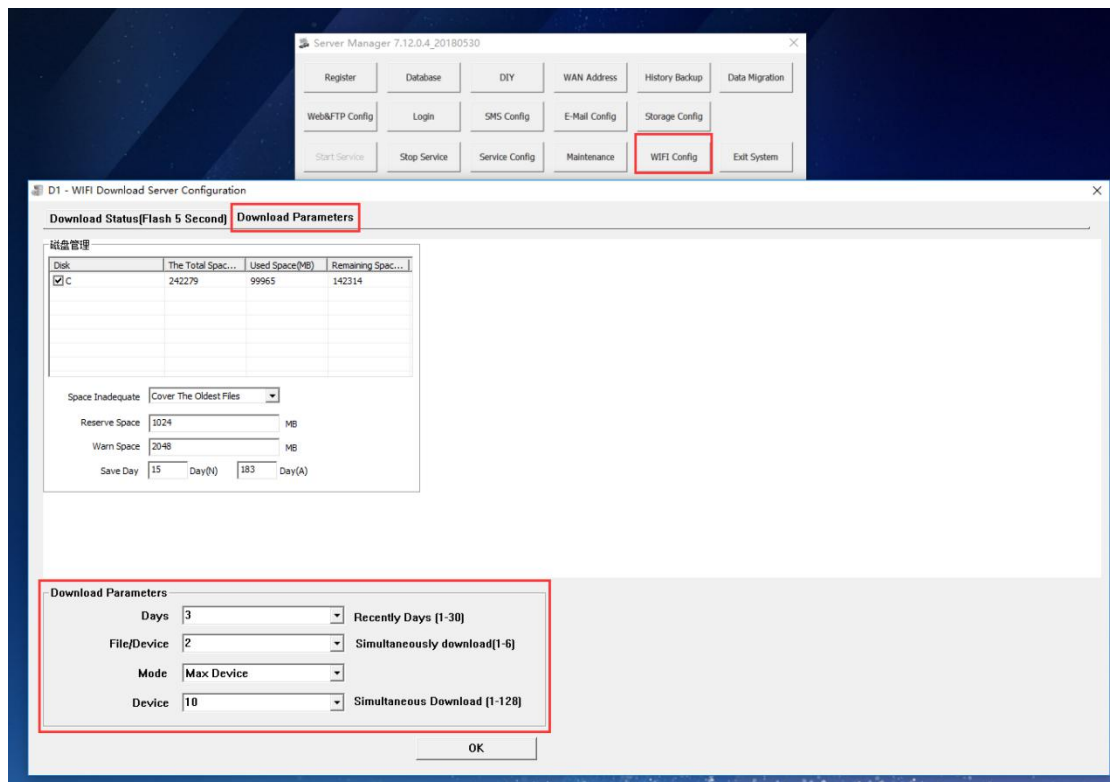 Server Manager 7.12.0.4_20180530
Register Database DIY WAN Address History Backup Data Migration
Web&FTP Config Login SMS Config E-Mail Config Storage Config
Start Service Stop Service Service Config Maintenance WIFI Config Exit System
D1 - WIFI Download Server Configuration
Download Status(Flash 5 Second) Download Parameters
磁盘管理
Disk The Total Spac... Used Space(MB) Remaining Spac...
C 242279 99965 142314
Space Inadequate Cover The Oldest Files
Reserve Space 1024 MB
Warn Space 2048 MB
Save Day 15 Day(N) 183 Day(A)
Download Parameters
Days 3 Recently Days (1-30)
File/Device 2 Simultaneously download(1-6)
Mode Max Device
Device 10 Simultaneous Download (1-128)
OK